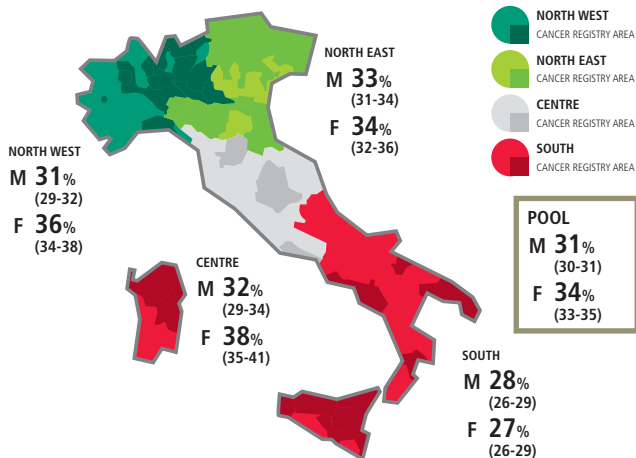 NORTH WEST
CANCER REGISTRY AREA
NORTH EAST
CANCER REGISTRY AREA
CENTRE
CANCER REGISTRY AREA
SOUTH
CANCER REGISTRY AREA
NORTH EAST
M 33%
(31-34)
F 34%
(32-36)
NORTH WEST
M 31%
(29-32)
F 36%
(34-38)
CENTRE
M 32%
(29-34)
F 38%
(35-41)
POOL
M 31%
(30-31)
F 34%
(33-35)
SOUTH
M 28%
(26-29)
F 27%
(26-29)